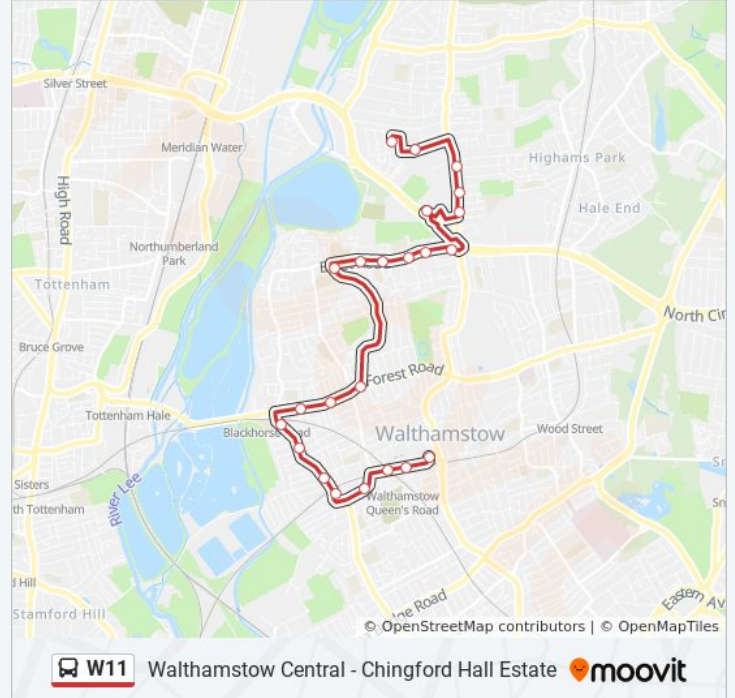 Silver Street
Meridian Water
Highams Park
High Road
Hale End
Northumberland
Park
Tottenham
North Cir
Bruce Grove
Forest Road
Tottenham Hale
Blackhorse Road
Walthamstow
Wood Street
River Lee
Sisters
th Tottenham
Walthamstow
Queen's Road
Sn
d Hill
Stamford Hill
ge Road
Eastern Av
© OpenStreetMap contributors | © OpenMapTiles
W11 Walthamstow Central - Chingford Hall Estate moovit